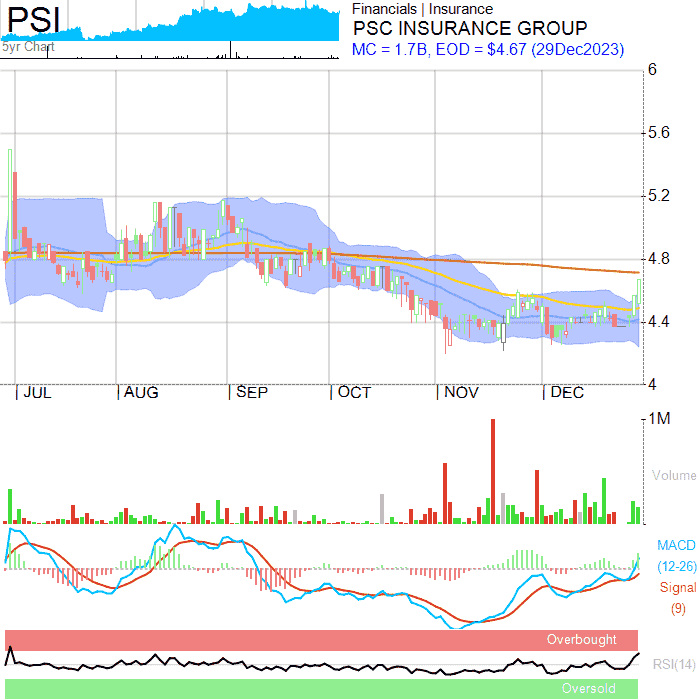 PSI
5yr Chart
Financials | Insurance
PSC INSURANCE GROUP
MC = 1.7B, EOD = $4.67 (29Dec2023)
6
5.6
5.2
4.8
4.4
4
JUL AUG SEP OCT NOV DEC
1M
Volume
MACD
(12-26)
Signal
(9)
Overbought
RSI(14)
Oversold